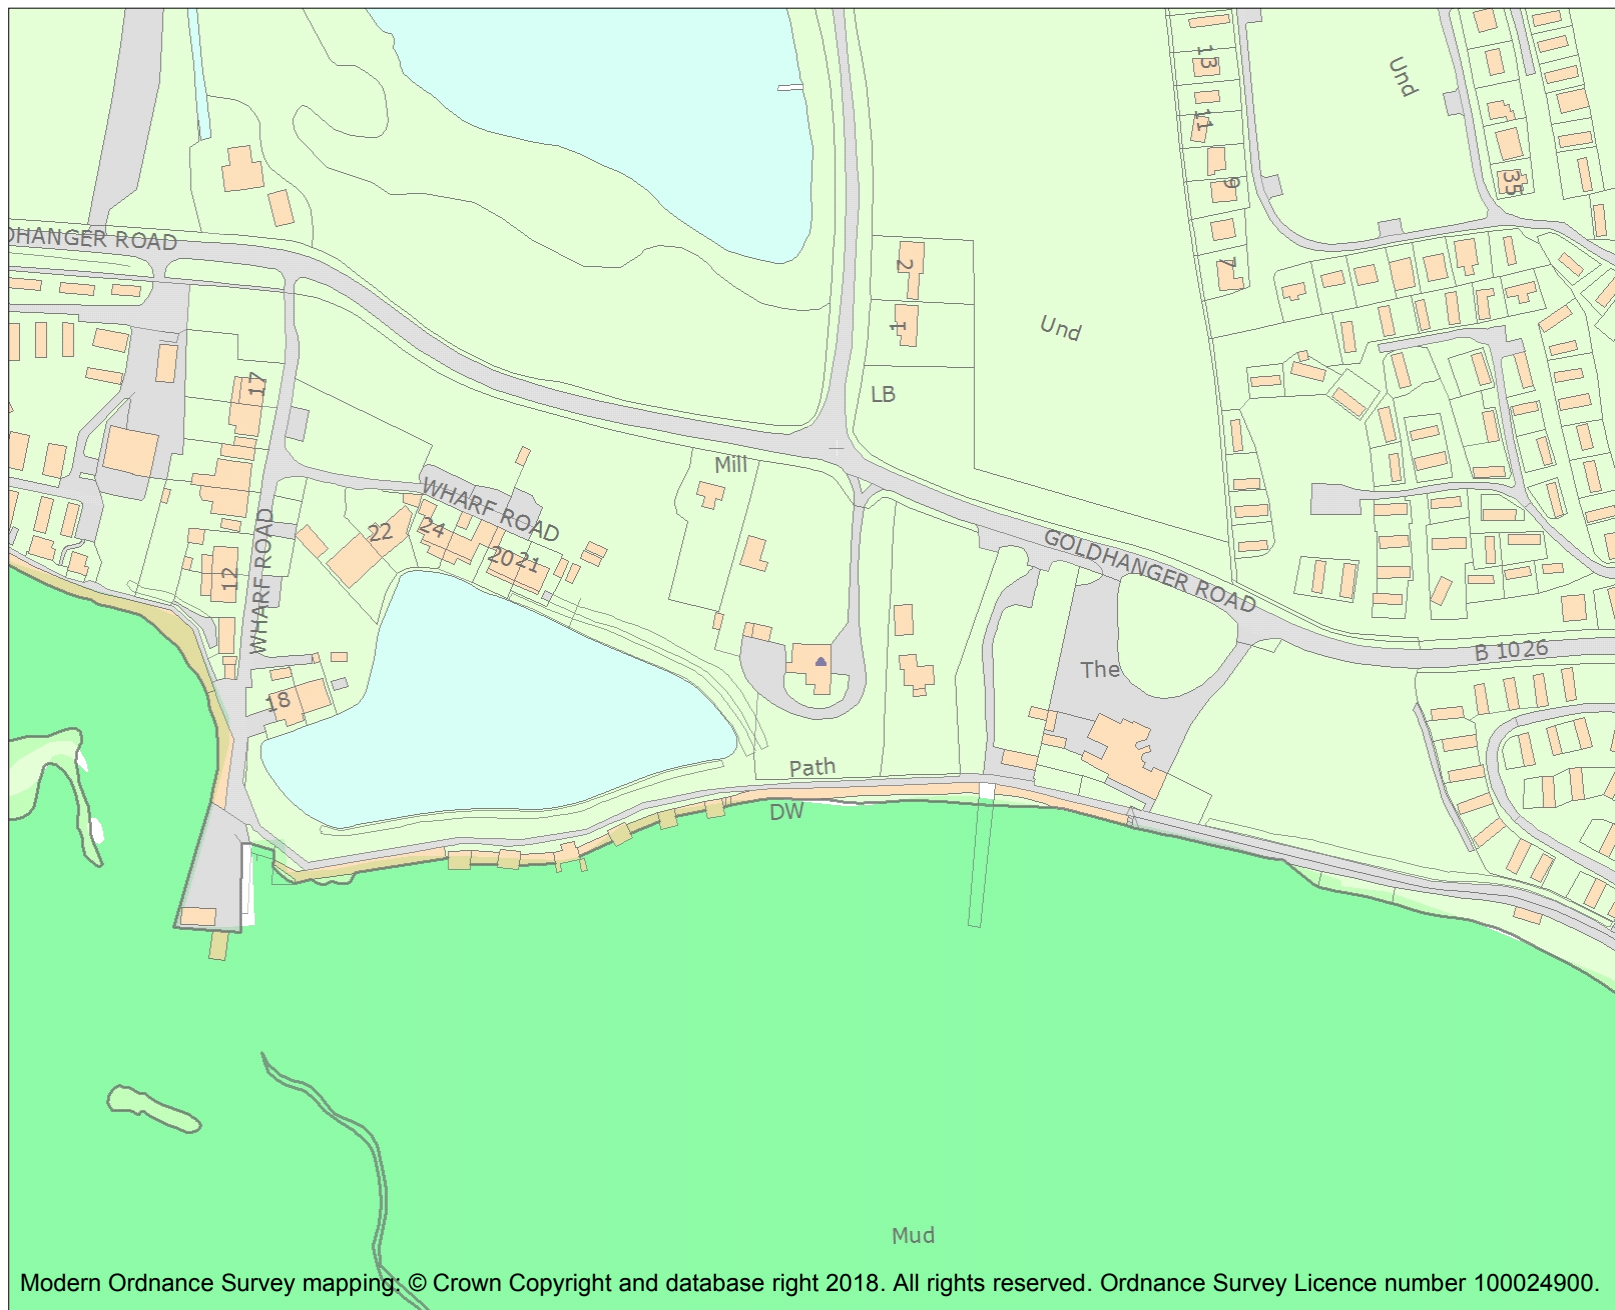 13
Und
11
9
35
DHANGER ROAD
2
7
1
Und
17
LB
Mill
WHARF ROAD
22
24
20 21
GOLDHANGER ROAD
12
WHARF ROAD
B 1026
The
18
Path
DW
Mud
Modern Ordnance Survey mapping: © Crown Copyright and database right 2018. All rights reserved. Ordnance Survey Licence number 100024900.